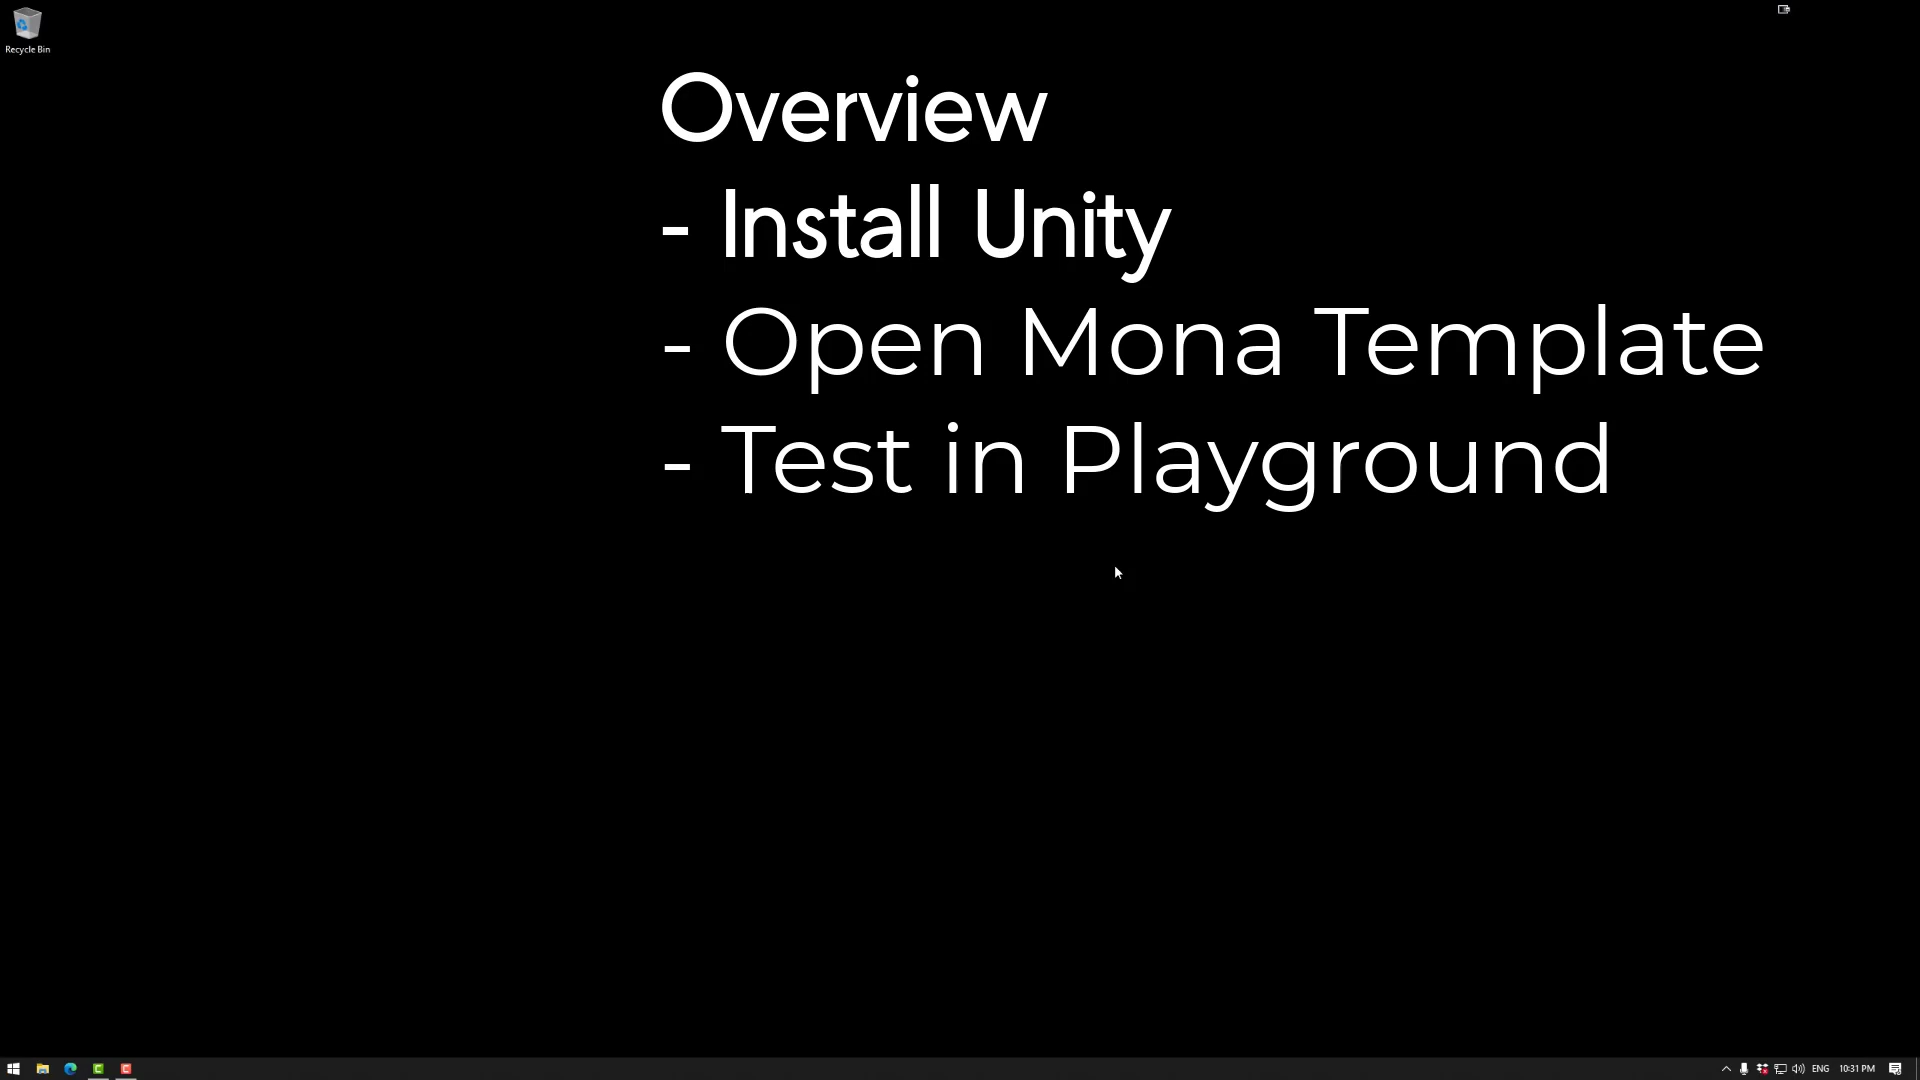 Recycle Bin
Overview
- Install Unity
- Open Mona Template
- Test in Playground
ENG 10:31 PM